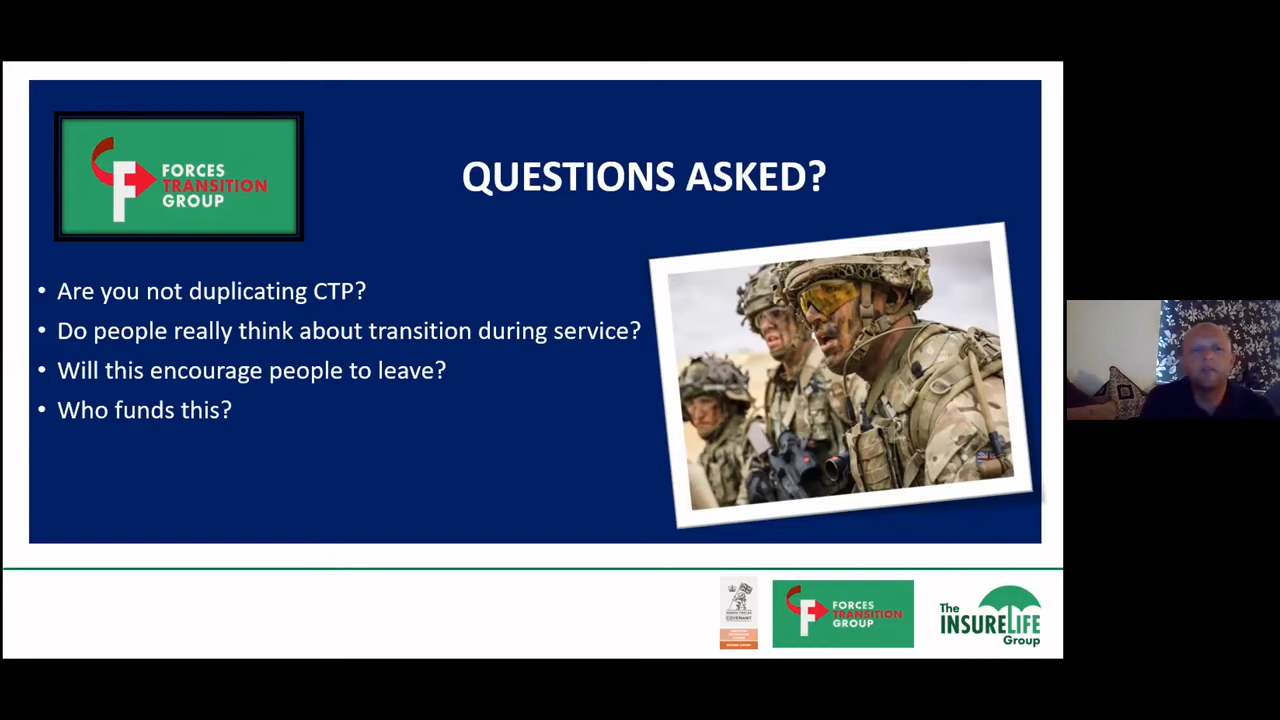 FORCES
TRANSITION
GROUP
QUESTIONS ASKED?
• Are you not duplicating CTP?
• Do people really think about transition during service?
• Will this encourage people to leave?
• Who funds this?
COVENANT
FORCES
TRANSITION
GROUP
The
INSURELIFE
Group